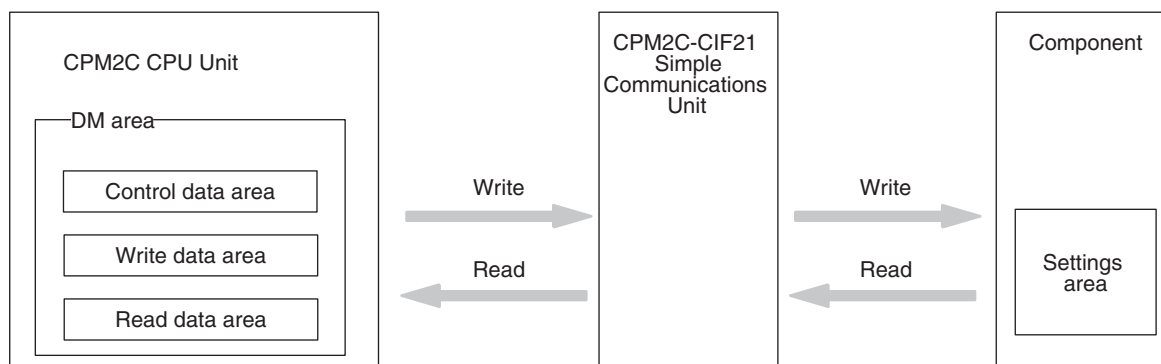 CPM2C CPU Unit
DM area
Control data area
Write data area
Read data area
Write
Read
CPM2C-CIF21
Simple
Communications
Unit
Write
Read
Component
Settings
area